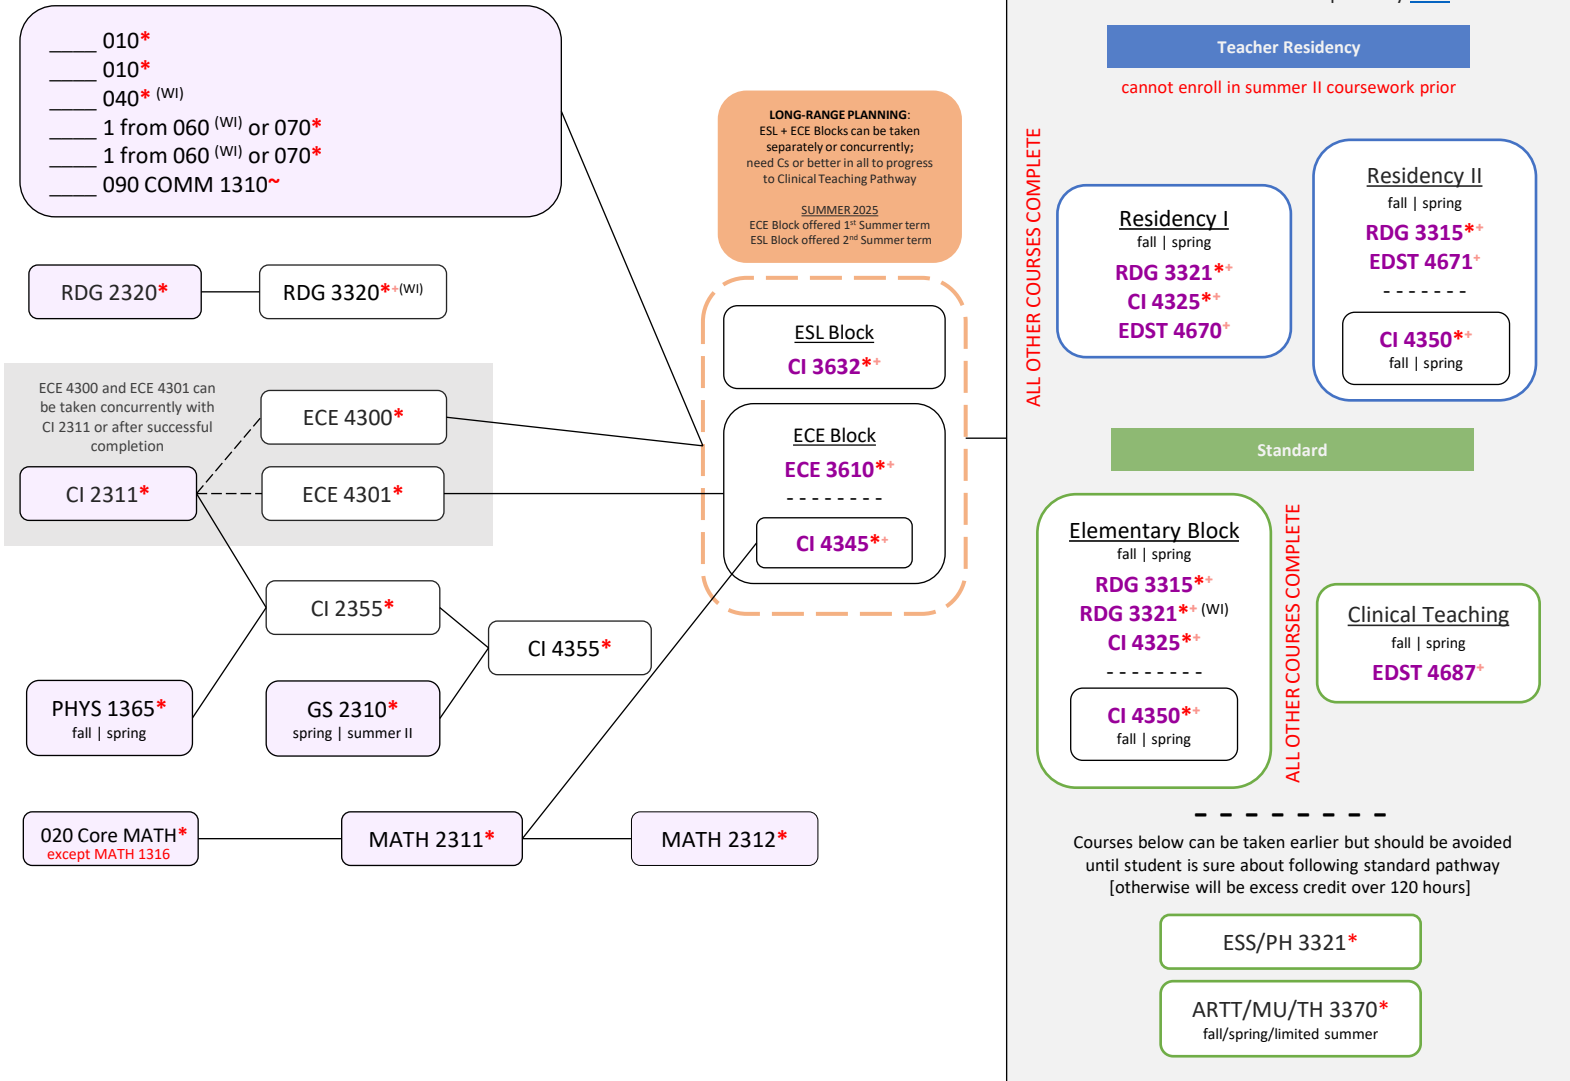 ____ 010*
____ 010*
____ 040* (WI)
____ 1 from 060 (WI) or 070*
____ 1 from 060 (WI) or 070*
____ 090 COMM 1310~
RDG 2320*
RDG 3320*+(WI)
ECE 4300 and ECE 4301 can
be taken concurrently with
CI 2311 or after successful
completion
ECE 4300*
CI 2311*
ECE 4301*
CI 2355*
CI 4355*
PHYS 1365*
fall | spring
GS 2310*
spring | summer II
020 Core MATH*
except MATH 1316
MATH 2311*
MATH 2312*
LONG-RANGE PLANNING:
ESL + ECE Blocks can be taken
separately or concurrently;
need Cs or better in all to progress
to Clinical Teaching Pathway
SUMMER 2025
ECE Block offered 1st Summer term
ESL Block offered 2nd Summer term
ESL Block
CI 3632*+
ECE Block
ECE 3610*+
- - - - - - - -
CI 4345*+
Teacher Residency
cannot enroll in summer II coursework prior
ALL OTHER COURSES COMPLETE
Residency I
fall | spring
RDG 3321*+
CI 4325*+
EDST 4670+
Residency II
fall | spring
RDG 3315*+
EDST 4671+
- - - - - - -
CI 4350*+
fall | spring
Standard
Elementary Block
fall | spring
RDG 3315*+
RDG 3321*+ (WI)
CI 4325*+
- - - - - - - -
CI 4350*+
fall | spring
ALL OTHER COURSES COMPLETE
Clinical Teaching
fall | spring
EDST 4687+
- - - - - - - -
Courses below can be taken earlier but should be avoided
until student is sure about following standard pathway
[otherwise will be excess credit over 120 hours]
ESS/PH 3321*
ARTT/MU/TH 3370*
fall/spring/limited summer